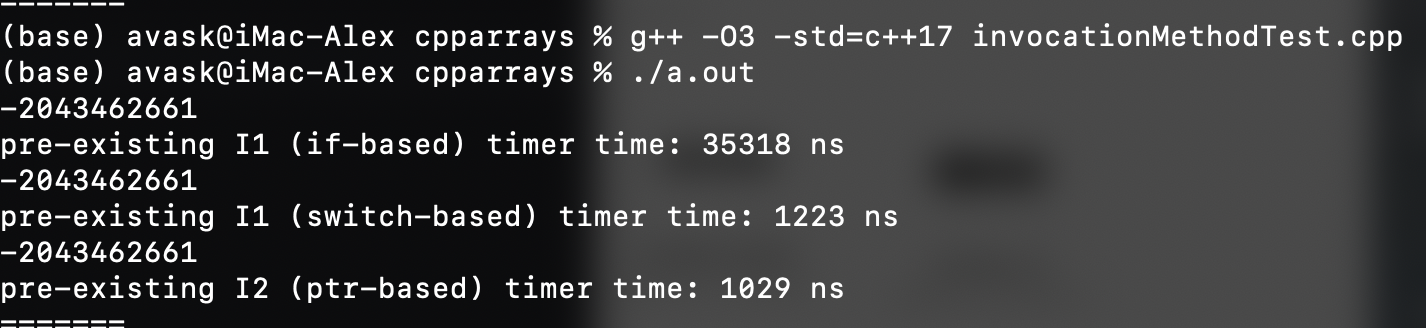 -------
(base) avask@iMac-Alex cpparrays % g++ -O3 -std=c++17 invocationMethodTest.cpp
(base) avask@iMac-Alex cpparrays % ./a.out
-2043462661
pre-existing I1 (if-based) timer time: 35318 ns
-2043462661
pre-existing I1 (switch-based) timer time: 1223 ns
-2043462661
pre-existing I2 (ptr-based) timer time: 1029 ns
=======